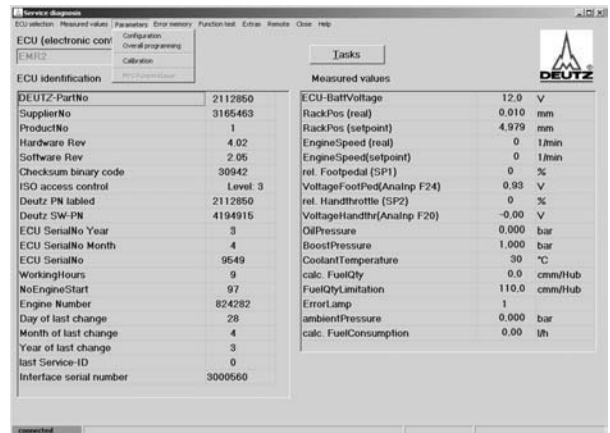 Service diagnosis
ECU selection Measured values Parameters Error memory Function test Extras Remote Close Help
ECU (electronic cont
Configuration
Overall programming
Calibration
EMR2
Tasks
DEUTZ
ECU identification
Measured values
DEUTZ-PartNo 2112850
SupplierNo 3165463
ProductNo 1
Hardware Rev 4.02
Software Rev 2.05
Checksum binary code 30942
ISO access control Level: 3
Deutz PN labled 2112850
Deutz SW-PN 4194915
ECU SerialNo Year 3
ECU SerialNo Month 4
ECU SerialNo 9549
WorkingHours 9
NoEngineStart 97
Engine Number 824282
Day of last change 28
Month of last change 4
Year of last change 3
last Service-ID 0
Interface serial number 3000560
ECU-BattVoltage 12,0 V
RackPos (real) 0,010 mm
RackPos (setpoint) 4,979 mm
EngineSpeed (real) 0 1/min
EngineSpeed(setpoint) 0 1/min
rel. Footpedal (SP1) 0 %
VoltageFootPed(AnaInp F24) 0,93 V
rel. Handthrottle (SP2) 0 %
VoltageHandthr(AnaInp F20) -0,00 V
OilPressure 0,000 bar
BoostPressure 1,000 bar
CoolantTemperature 30 °C
calc. FuelQty 0,0 cmm/Hub
FuelQtyLimitation 110,0 cmm/Hub
ErrorLamp 1
ambientPressure 0,000 bar
calc. FuelConsumption 0,00 l/h
connected